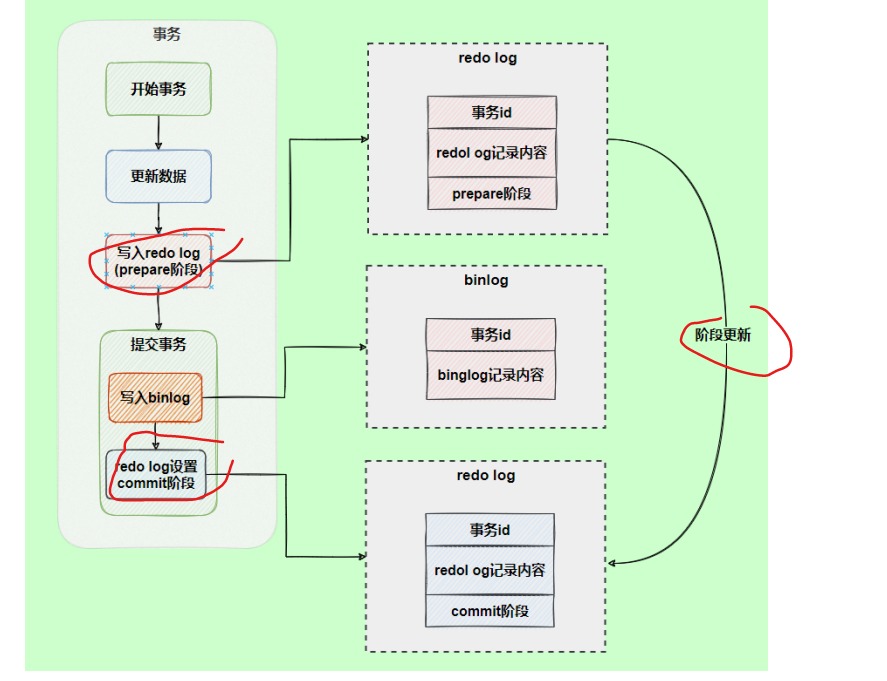 事务
开始事务
更新数据
写入redo log
(prepare阶段)
提交事务
写入binlog
redo log设置
commit阶段
redo log
事务id
redol og记录内容
prepare阶段
binlog
事务id
binglog记录内容
redo log
事务id
redol og记录内容
commit阶段
阶段更新